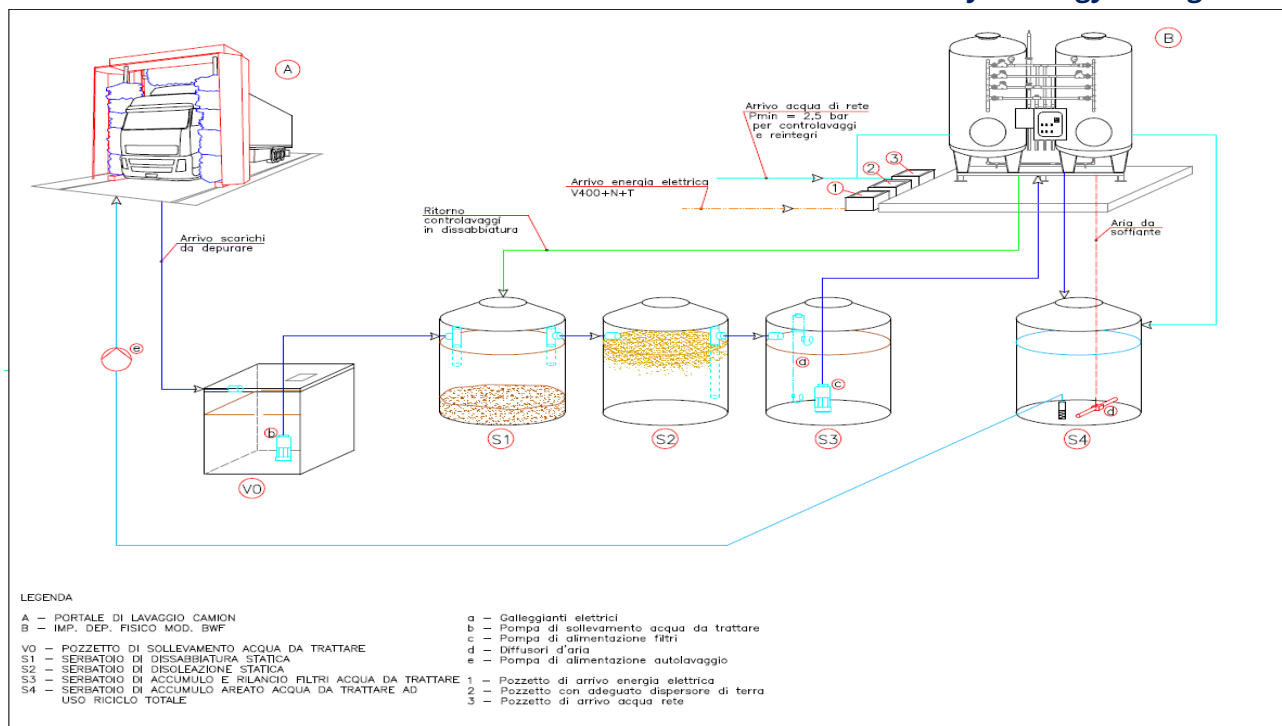 A
B
Arrivo acqua di rete
Pmin = 2,5 bar
per controlavaggi
e reintegri
3
2
1
Arrivo energia elettrica
V400+N+T
Ritorno
controlavaggi
in dissabbiatura
Aria da
soffiante
Arrivo scarichi
da depurare
e
a
c
b
d
S1
S2
S3
S4
V0
LEGENDA
A – PORTALE DI LAVAGGIO CAMION
B – IMP. DEP. FISICO MOD. BWF
V0 – POZZETTO DI SOLLEVAMENTO ACQUA DA TRATTARE
S1 – SERBATOIO DI DISSABBIATURA STATICA
S2 – SERBATOIO DI DISOLEAZIONE STATICA
S3 – SERBATOIO DI ACCUMULO E RILANCIO FILTRI ACQUA DA TRATTARE
S4 – SERBATOIO DI ACCUMULO AREATO ACQUA DA TRATTARE AD
USO RICICLO TOTALE
a – Galleggianti elettrici
b – Pompa di sollevamento acqua da trattare
c – Pompa di alimentazione filtri
d – Diffusori d'aria
e – Pompa di alimentazione autolavaggio
1 – Pozzetto di arrivo energia elettrica
2 – Pozzetto con adeguato dispersore di terra
3 – Pozzetto di arrivo acqua rete